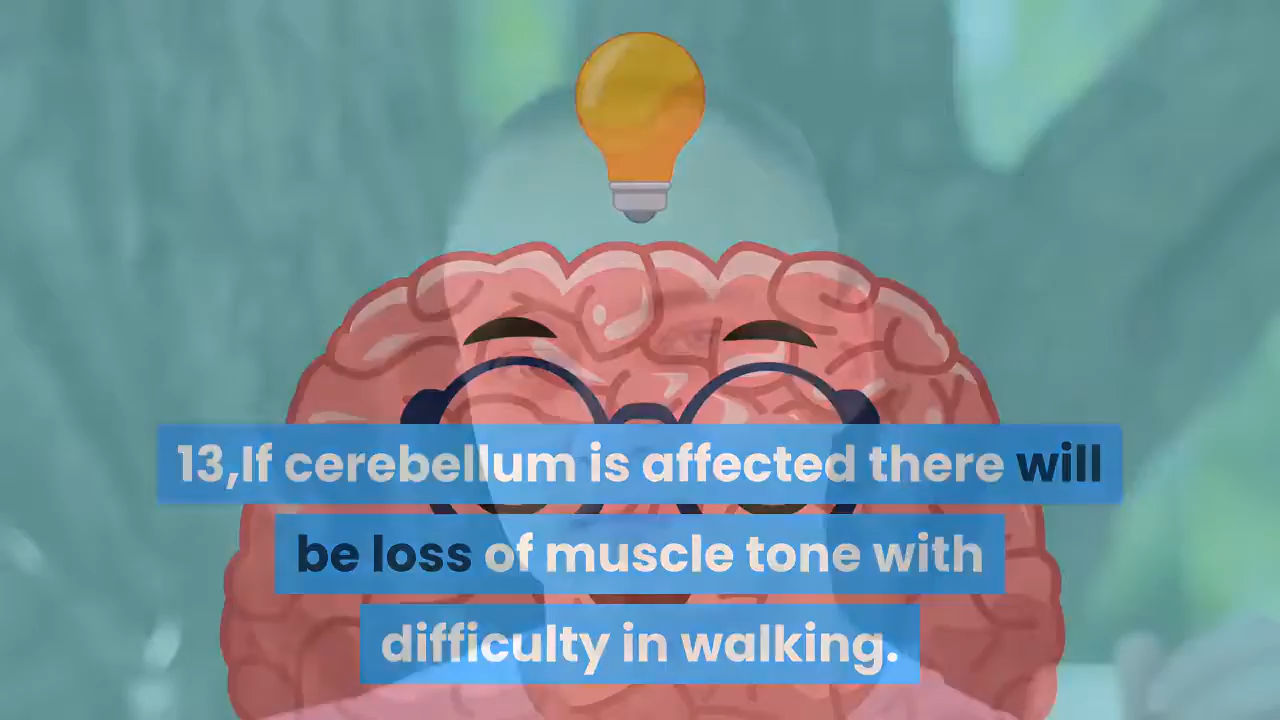 13,If cerebellum is affected there will
be loss of muscle tone with
difficulty in walking.